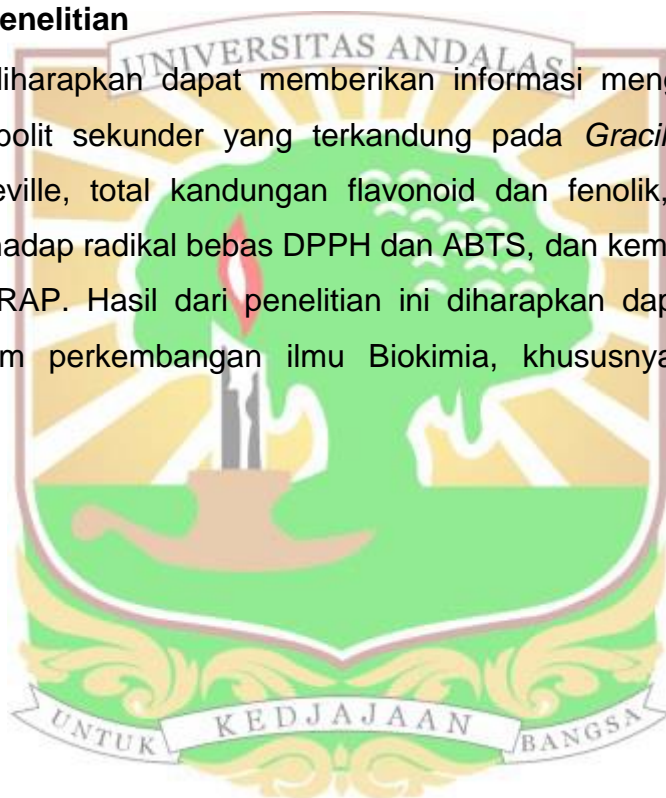 enelitian
UNIVERSITAS ANDALAS
diharapkan dapat memberikan informasi meng
polit sekunder yang terkandung pada Gracil
eville, total kandungan flavonoid dan fenolik,
hadap radikal bebas DPPH dan ABTS, dan kem
RAP. Hasil dari penelitian ini diharapkan dap
m perkembangan ilmu Biokimia, khususnya
UNTUK KEDJAJAAN BANGSA